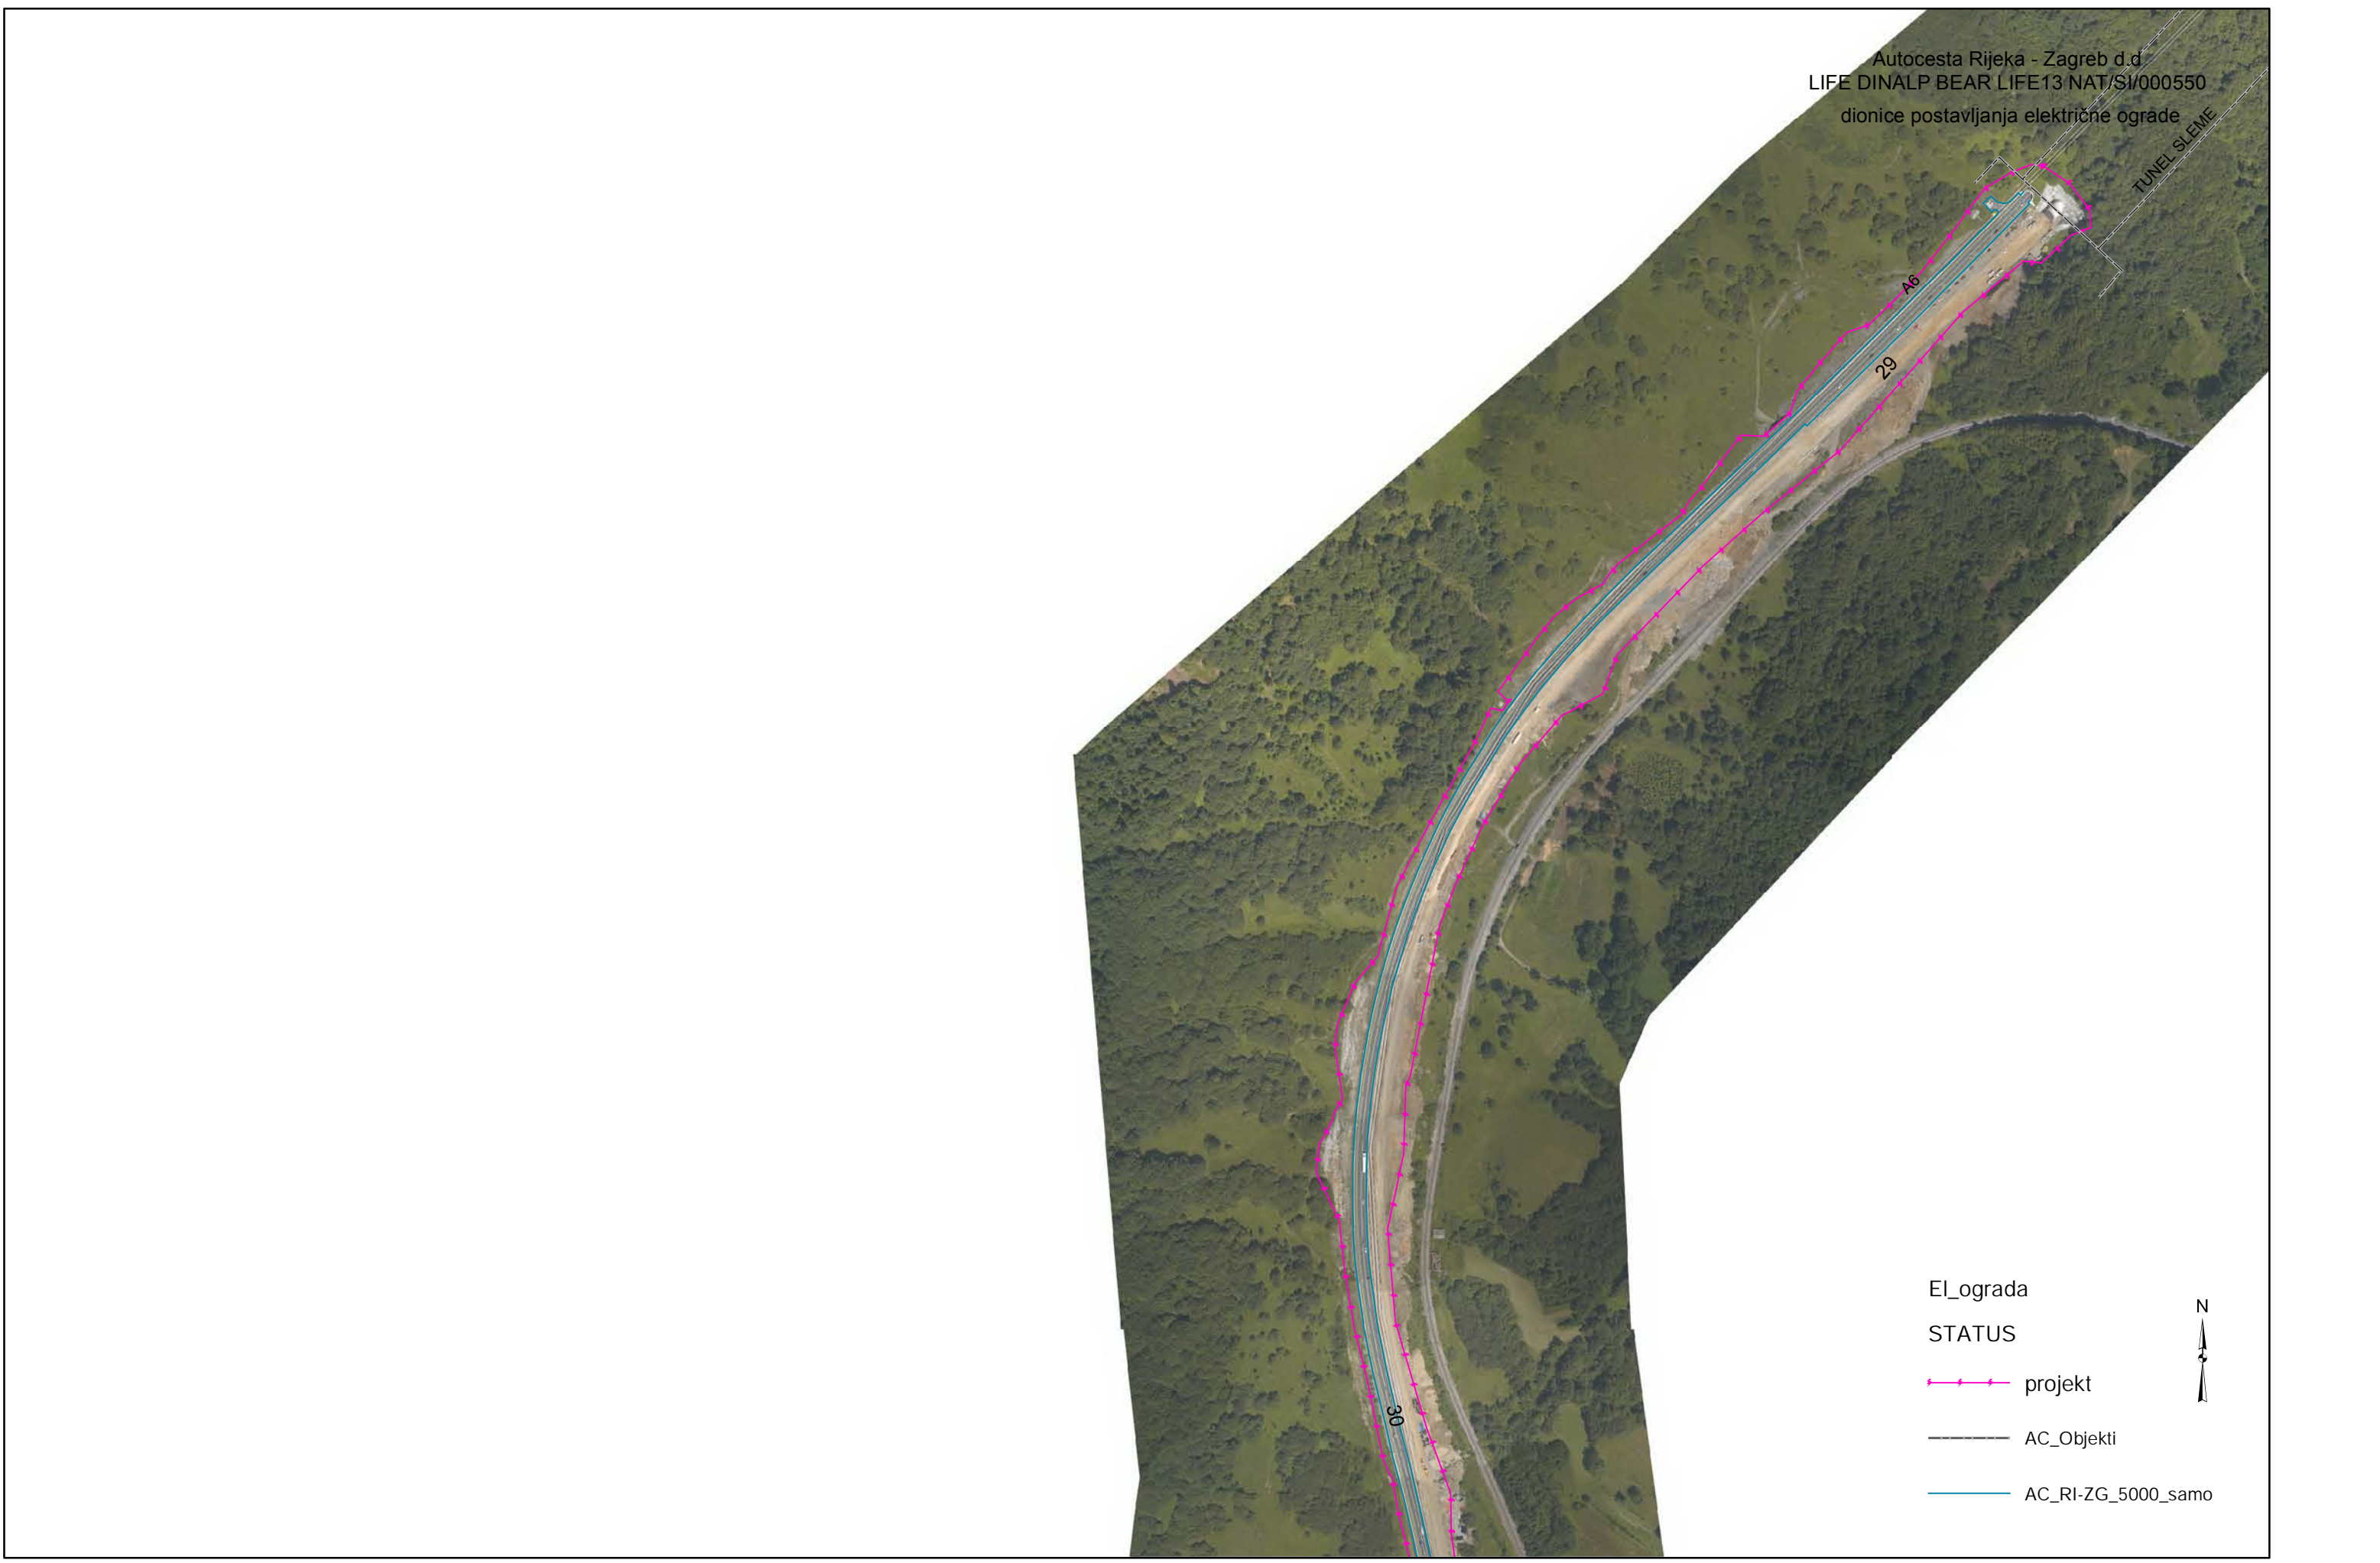 Autocesta Rijeka - Zagreb d.d
LIFE DINALP BEAR LIFE13 NAT/SI/000550
dionice postavljanja električne ograde
TUNEL SLEME
A6
29
30
El_ograda
STATUS
N
projekt
AC_Objekti
AC_RI-ZG_5000_samo